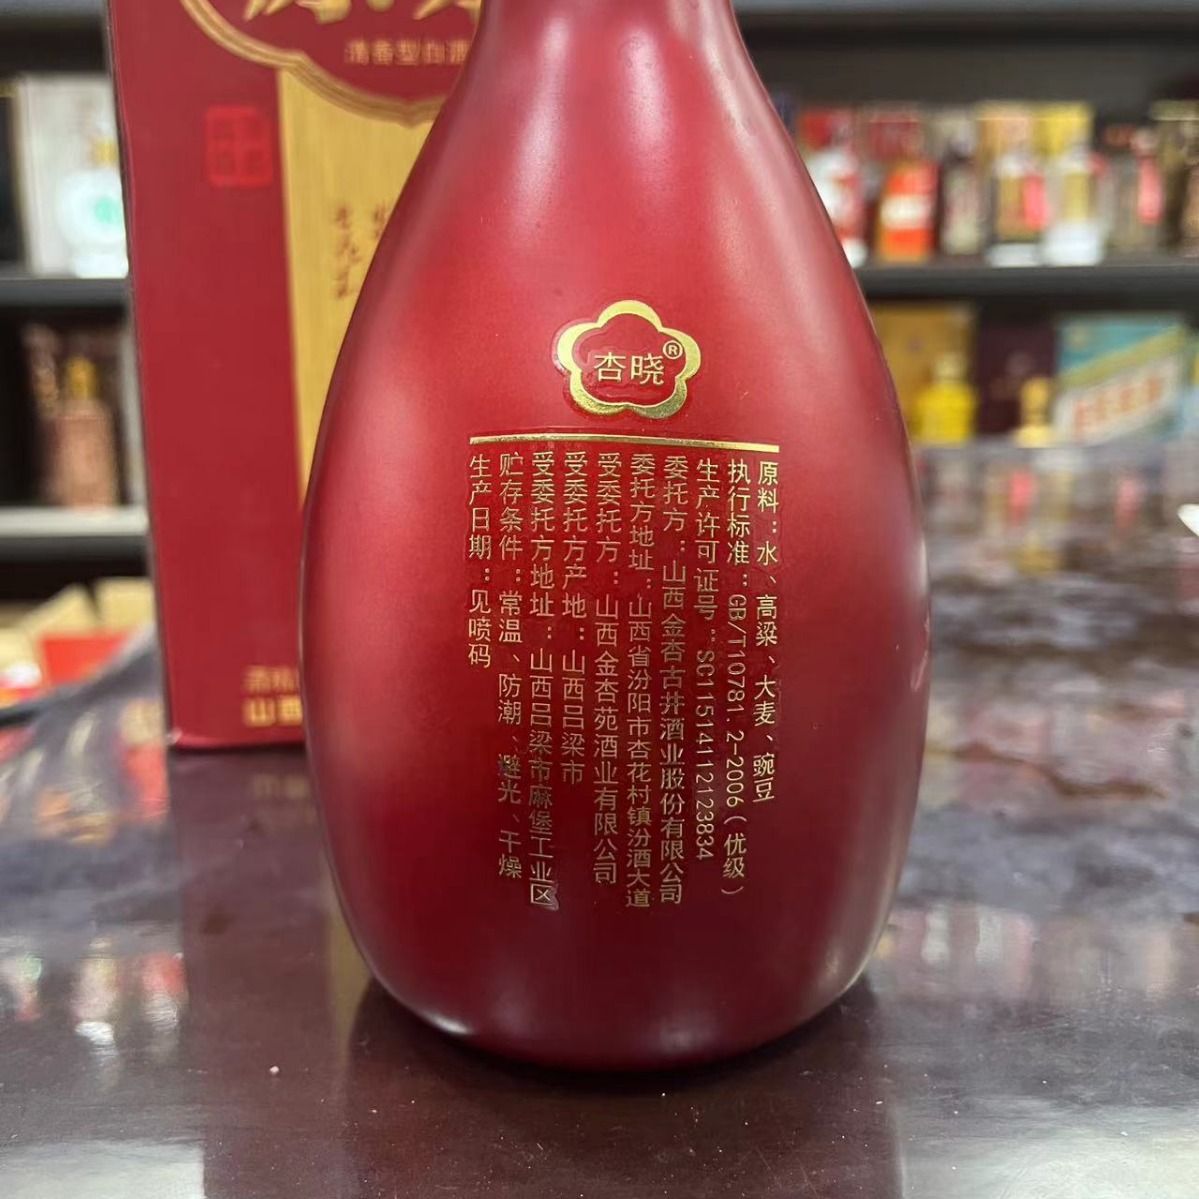 清香型白酒
杏晓®
原料：水、高粱、大麦、豌豆
执行标准：GB/T10781.2-2006（优级）
生产许可证号：SC11514112123834
委托方：山西金杏古井酒业股份有限公司
委托方地址：山西省汾阳市杏花村镇汾酒大道
受委托方：山西金杏苑酒业有限公司
受委托方产地：山西吕梁市
受委托方地址：山西吕梁市麻堡工业区
贮存条件：常温、防潮、避光、干燥
生产日期：见喷码
山西